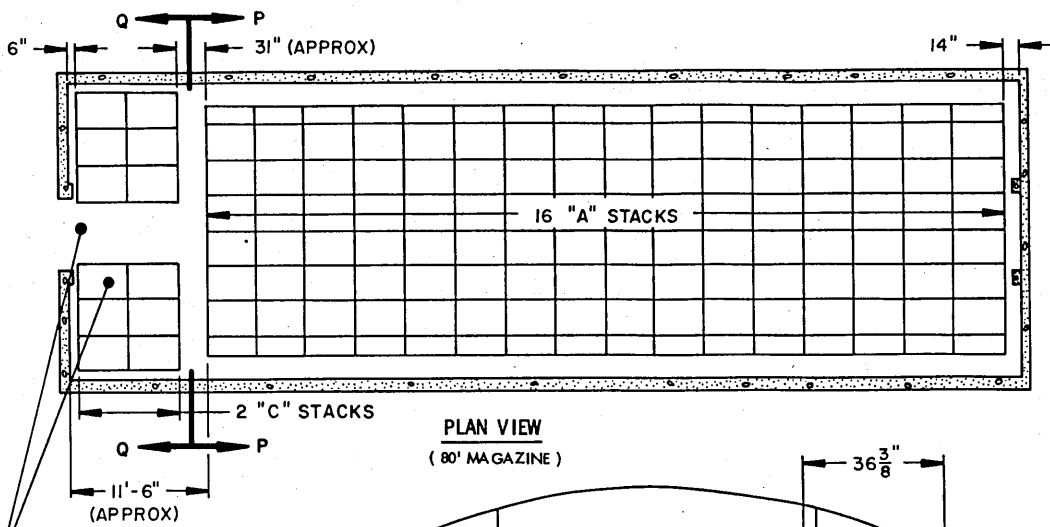 Q P
6" 31" (APPROX) 14"
16 "A" STACKS
2 "C" STACKS
PLAN VIEW
( 80' MAGAZINE )
Q P
36 3/8"
11'-6"
(APPROX)